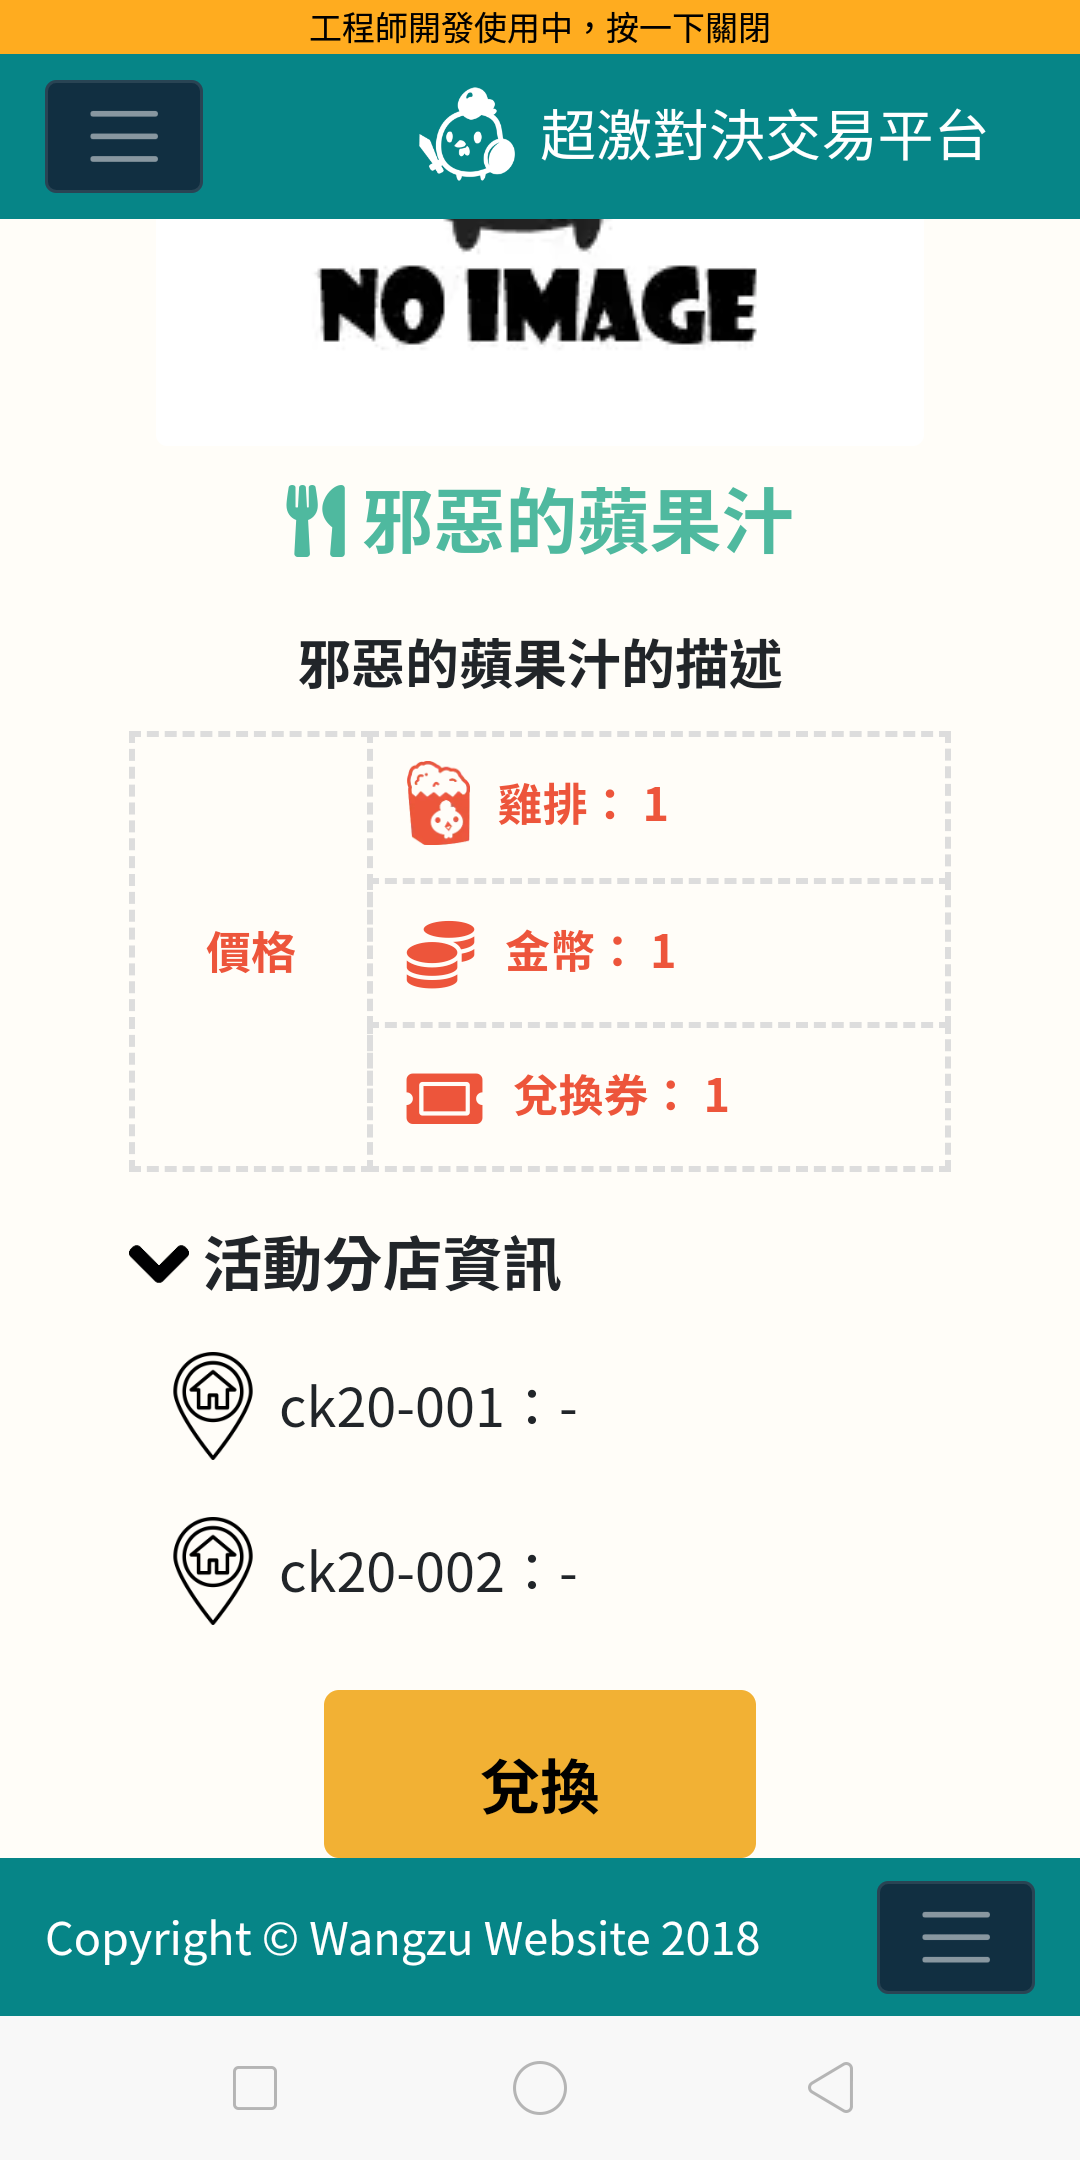 工程師開發使用中，按一下關閉
超激對決交易平台
NO IMAGE
邪惡的蘋果汁
邪惡的蘋果汁的描述
價格
雞排：1
金幣：1
兌換券：1
活動分店資訊
ck20-001：-
ck20-002：-
兌換
Copyright © Wangzu Website 2018